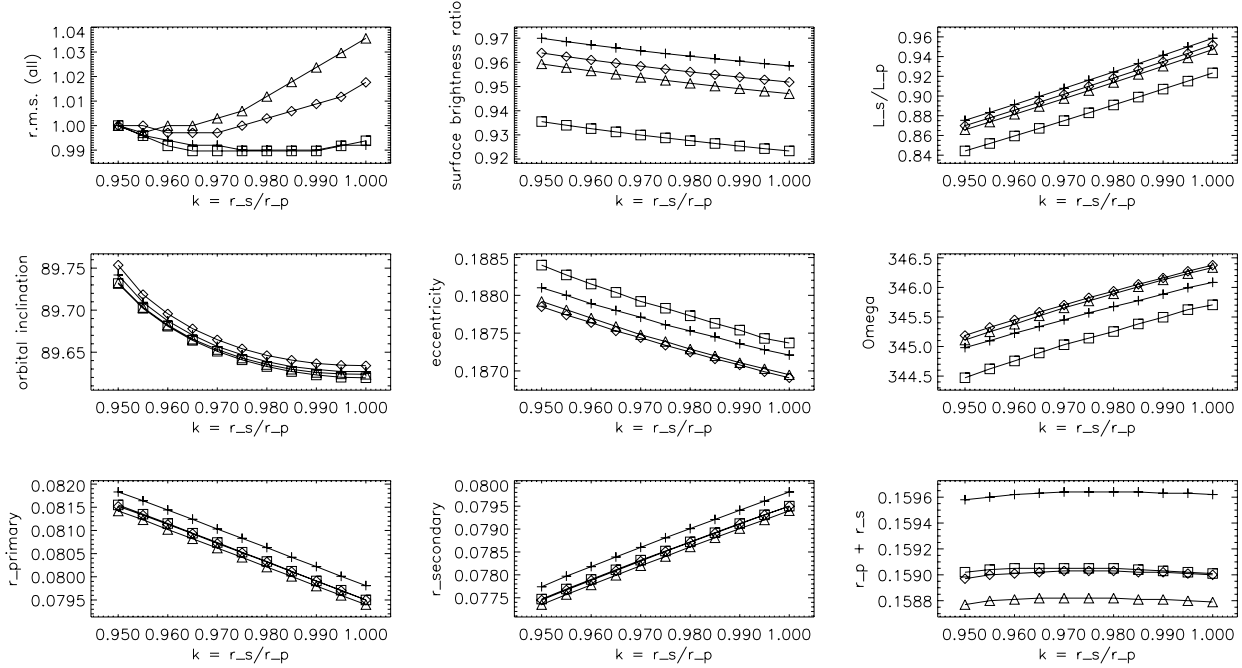 r.m.s. (all)
1.04
1.03
1.02
1.00
0.99
0.950 0.960 0.970 0.980 0.990 1.000
k = r_s/r_p
surface brightness ratio
0.97
0.96
0.95
0.94
0.93
0.92
0.950 0.960 0.970 0.980 0.990 1.000
k = r_s/r_p
L_s/L_p
0.96
0.94
0.92
0.90
0.88
0.86
0.84
0.950 0.960 0.970 0.980 0.990 1.000
k = r_s/r_p
orbital inclination
89.75
89.70
89.65
0.950 0.960 0.970 0.980 0.990 1.000
k = r_s/r_p
eccentricity
0.1885
0.1880
0.1875
0.1870
0.950 0.960 0.970 0.980 0.990 1.000
k = r_s/r_p
Omega
346.5
346.0
345.5
345.0
344.5
0.950 0.960 0.970 0.980 0.990 1.000
k = r_s/r_p
r_primary
0.0820
0.0815
0.0810
0.0805
0.0800
0.0795
0.950 0.960 0.970 0.980 0.990 1.000
k = r_s/r_p
r_secondary
0.0800
0.0795
0.0790
0.0785
0.0780
0.0775
0.950 0.960 0.970 0.980 0.990 1.000
k = r_s/r_p
r_p + r_s
0.1596
0.1594
0.1592
0.1590
0.1588
0.950 0.960 0.970 0.980 0.990 1.000
k = r_s/r_p